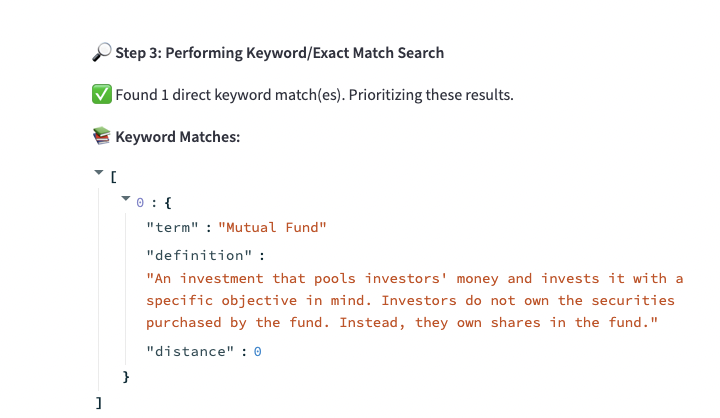 🔎 Step 3: Performing Keyword/Exact Match Search
✅ Found 1 direct keyword match(es). Prioritizing these results.
📚 Keyword Matches:
[
0 : {
"term" : "Mutual Fund"
"definition" :
"An investment that pools investors' money and invests it with a
specific objective in mind. Investors do not own the securities
purchased by the fund. Instead, they own shares in the fund."
"distance" : 0
}
]